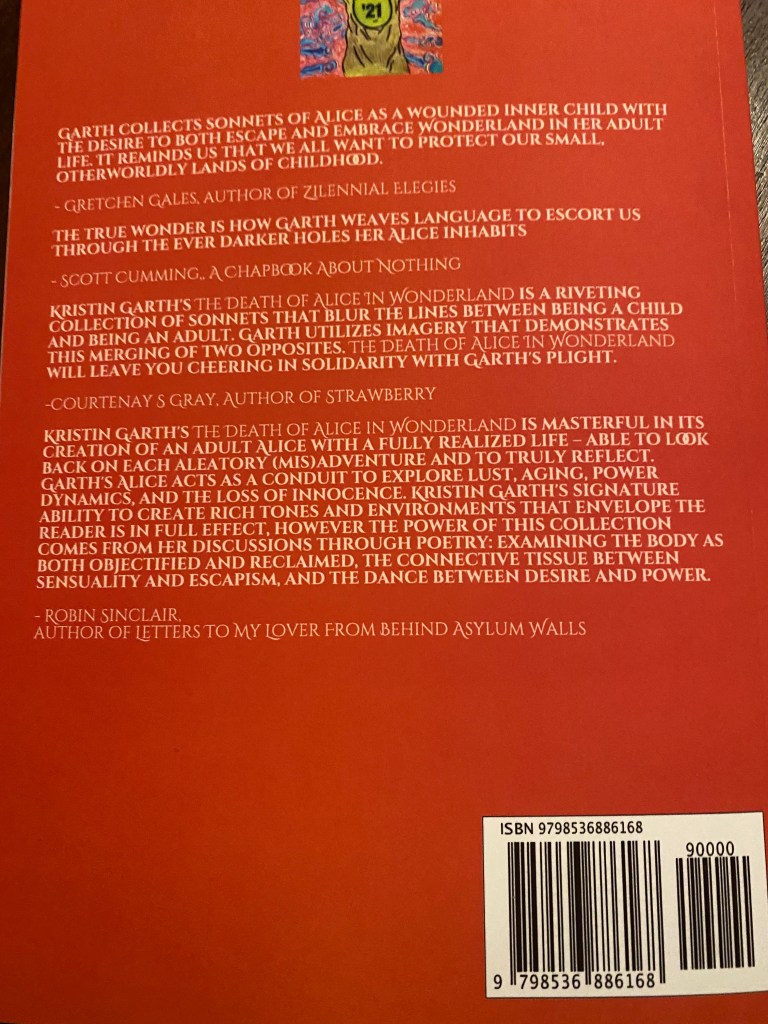 '21
GARTH COLLECTS SONNETS OF ALICE AS A WOUNDED INNER CHILD WITH
THE DESIRE TO BOTH ESCAPE AND EMBRACE WONDERLAND IN HER ADULT
LIFE. IT REMINDS US THAT WE ALL WANT TO PROTECT OUR SMALL,
OTHERWORLDLY LANDS OF CHILDHOOD.
- GRETCHEN GALES, AUTHOR OF ZILENNIAL ELEGIES
THE TRUE WONDER IS HOW GARTH WEAVES LANGUAGE TO ESCORT US
THROUGH THE EVER DARKER HOLES HER ALICE INHABITS
- SCOTT CUMMING,, A CHAPBOOK ABOUT NOTHING
KRISTIN GARTH'S THE DEATH OF ALICE IN WONDERLAND IS A RIVETING
COLLECTION OF SONNETS THAT BLUR THE LINES BETWEEN BEING A CHILD
AND BEING AN ADULT. GARTH UTILIZES IMAGERY THAT DEMONSTRATES
THIS MERGING OF TWO OPPOSITES. THE DEATH OF ALICE IN WONDERLAND
WILL LEAVE YOU CHEERING IN SOLIDARITY WITH GARTH'S PLIGHT.
-COURTENAY S GRAY, AUTHOR OF STRAWBERRY
KRISTIN GARTH'S THE DEATH OF ALICE IN WONDERLAND IS MASTERFUL IN ITS
CREATION OF AN ADULT ALICE WITH A FULLY REALIZED LIFE – ABLE TO LOOK
BACK ON EACH ALEATORY (MIS)ADVENTURE AND TO TRULY REFLECT.
GARTH'S ALICE ACTS AS A CONDUIT TO EXPLORE LUST, AGING, POWER
DYNAMICS, AND THE LOSS OF INNOCENCE. KRISTIN GARTH'S SIGNATURE
ABILITY TO CREATE RICH TONES AND ENVIRONMENTS THAT ENVELOPE THE
READER IS IN FULL EFFECT, HOWEVER THE POWER OF THIS COLLECTION
COMES FROM HER DISCUSSIONS THROUGH POETRY: EXAMINING THE BODY AS
BOTH OBJECTIFIED AND RECLAIMED, THE CONNECTIVE TISSUE BETWEEN
SENSUALITY AND ESCAPISM, AND THE DANCE BETWEEN DESIRE AND POWER.
- ROBIN SINCLAIR,
AUTHOR OF LETTERS TO MY LOVER FROM BEHIND ASYLUM WALLS
ISBN 9798536886168
90000
9 798536 886168